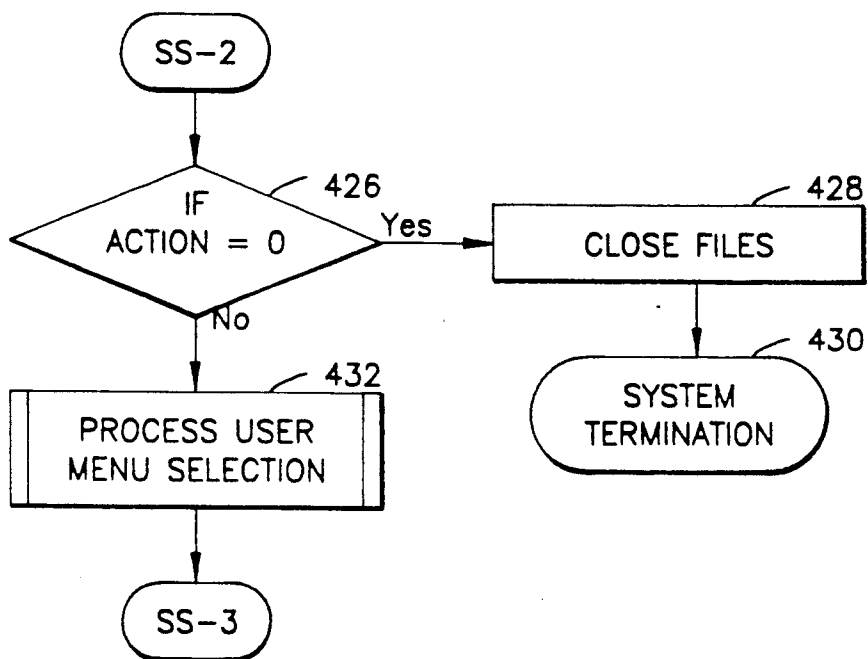 SS-2
426
IF
ACTION = 0
Yes
428
CLOSE FILES
No
430
SYSTEM
TERMINATION
432
PROCESS USER
MENU SELECTION
SS-3